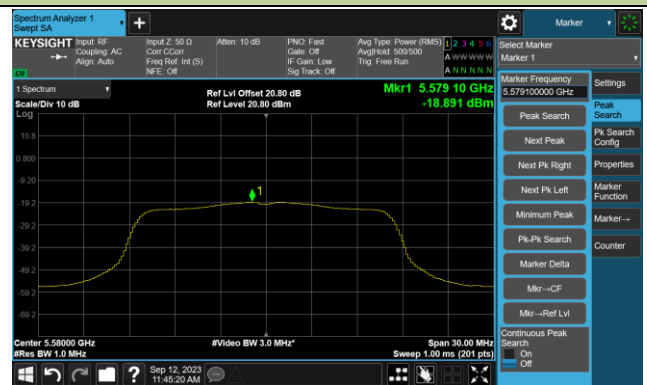 Spectrum Analyzer 1
Swept SA
Marker
KEYSIGHT
Input: RF
Coupling: AC
Align: Auto
Input Z: 50 Ω
Corr CCorr
Freq Ref: Int (S)
NFE: Off
Atten: 10 dB
PNO: Fast
Gate: Off
IF Gain: Low
Sig Track: Off
Avg Type: Power (RMS)
Avg|Hold: 500/500
Trig: Free Run
1 2 3 4 5 6
A W W W W W
A N N N N N
LXI
Select Marker
Marker 1
1 Spectrum
Scale/Div 10 dB
Log
Ref Lvl Offset 20.80 dB
Ref Level 20.80 dBm
Mkr1 5.579 10 GHz
-18.891 dBm
10.8
0.800
-9.20
-19.2
-29.2
-39.2
-49.2
-59.2
-69.2
1
Center 5.58000 GHz
#Res BW 1.0 MHz
#Video BW 3.0 MHz*
Span 30.00 MHz
Sweep 1.00 ms (201 pts)
Marker Frequency
5.579100000 GHz
Peak Search
Next Peak
Next Pk Right
Next Pk Left
Minimum Peak
Pk-Pk Search
Marker Delta
Mkr→CF
Mkr→Ref Lvl
Continuous Peak
Search
On
Off
Settings
Peak
Search
Pk Search
Config
Properties
Marker
Function
Marker→
Counter
Sep 12, 2023
11:45:20 AM